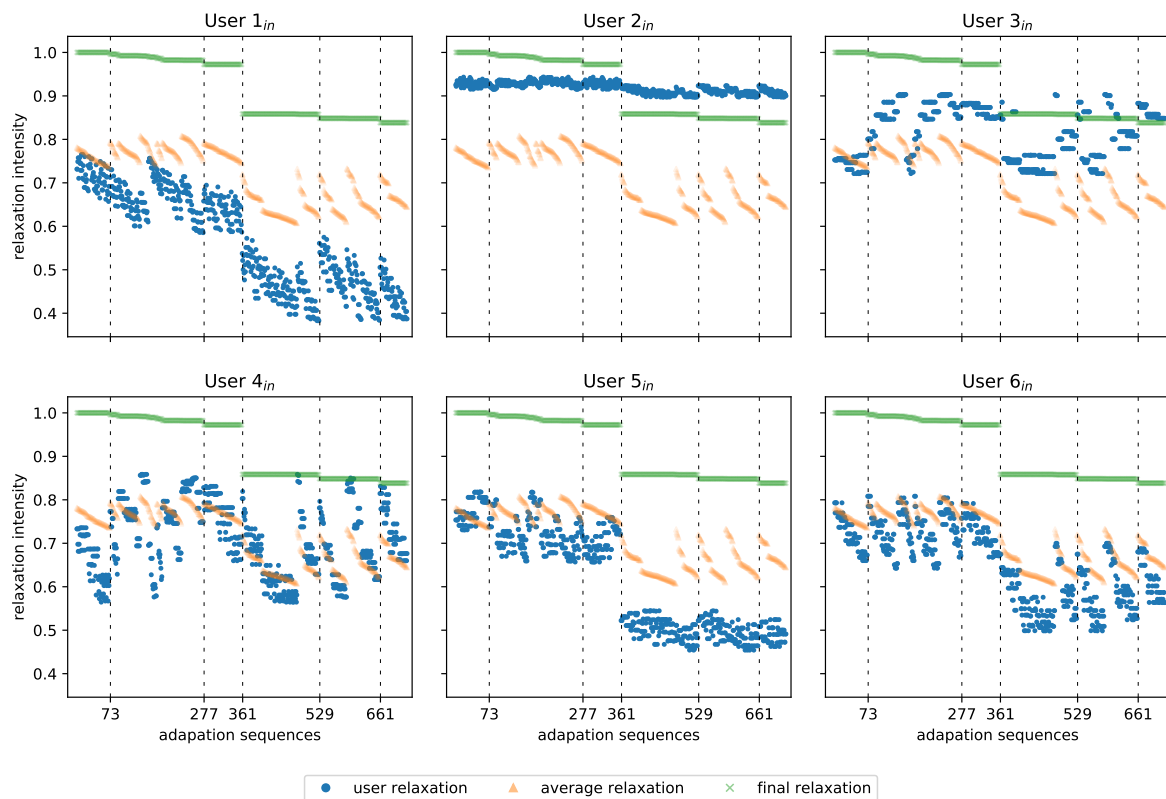 User 1in User 2in User 3in
1.0
0.9
0.8
0.7
0.6
0.5
0.4
relaxation intensity
User 4in User 5in User 6in
1.0
0.9
0.8
0.7
0.6
0.5
0.4
relaxation intensity
73 277 361 529 661 73 277 361 529 661 73 277 361 529 661
adapation sequences adapation sequences adapation sequences
user relaxation average relaxation final relaxation